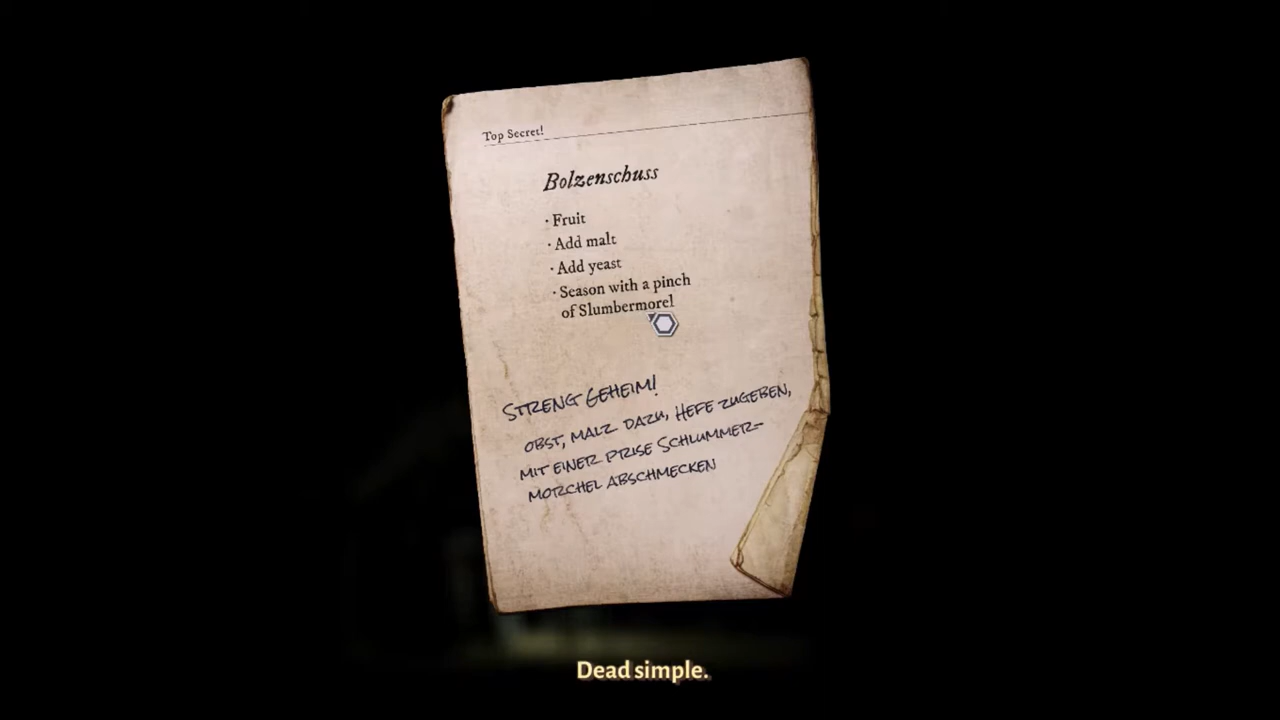 Top Secret!
Bolzenschuss
· Fruit
· Add malt
· Add yeast
· Season with a pinch
of Slumbermorel
STRENG GEHEIM!
OBST, MALZ DAZU, HEFE ZUGEBEN,
MIT EINER PRISE SCHLUMMER-
MORCHEL ABSCHMECKEN
Dead simple.